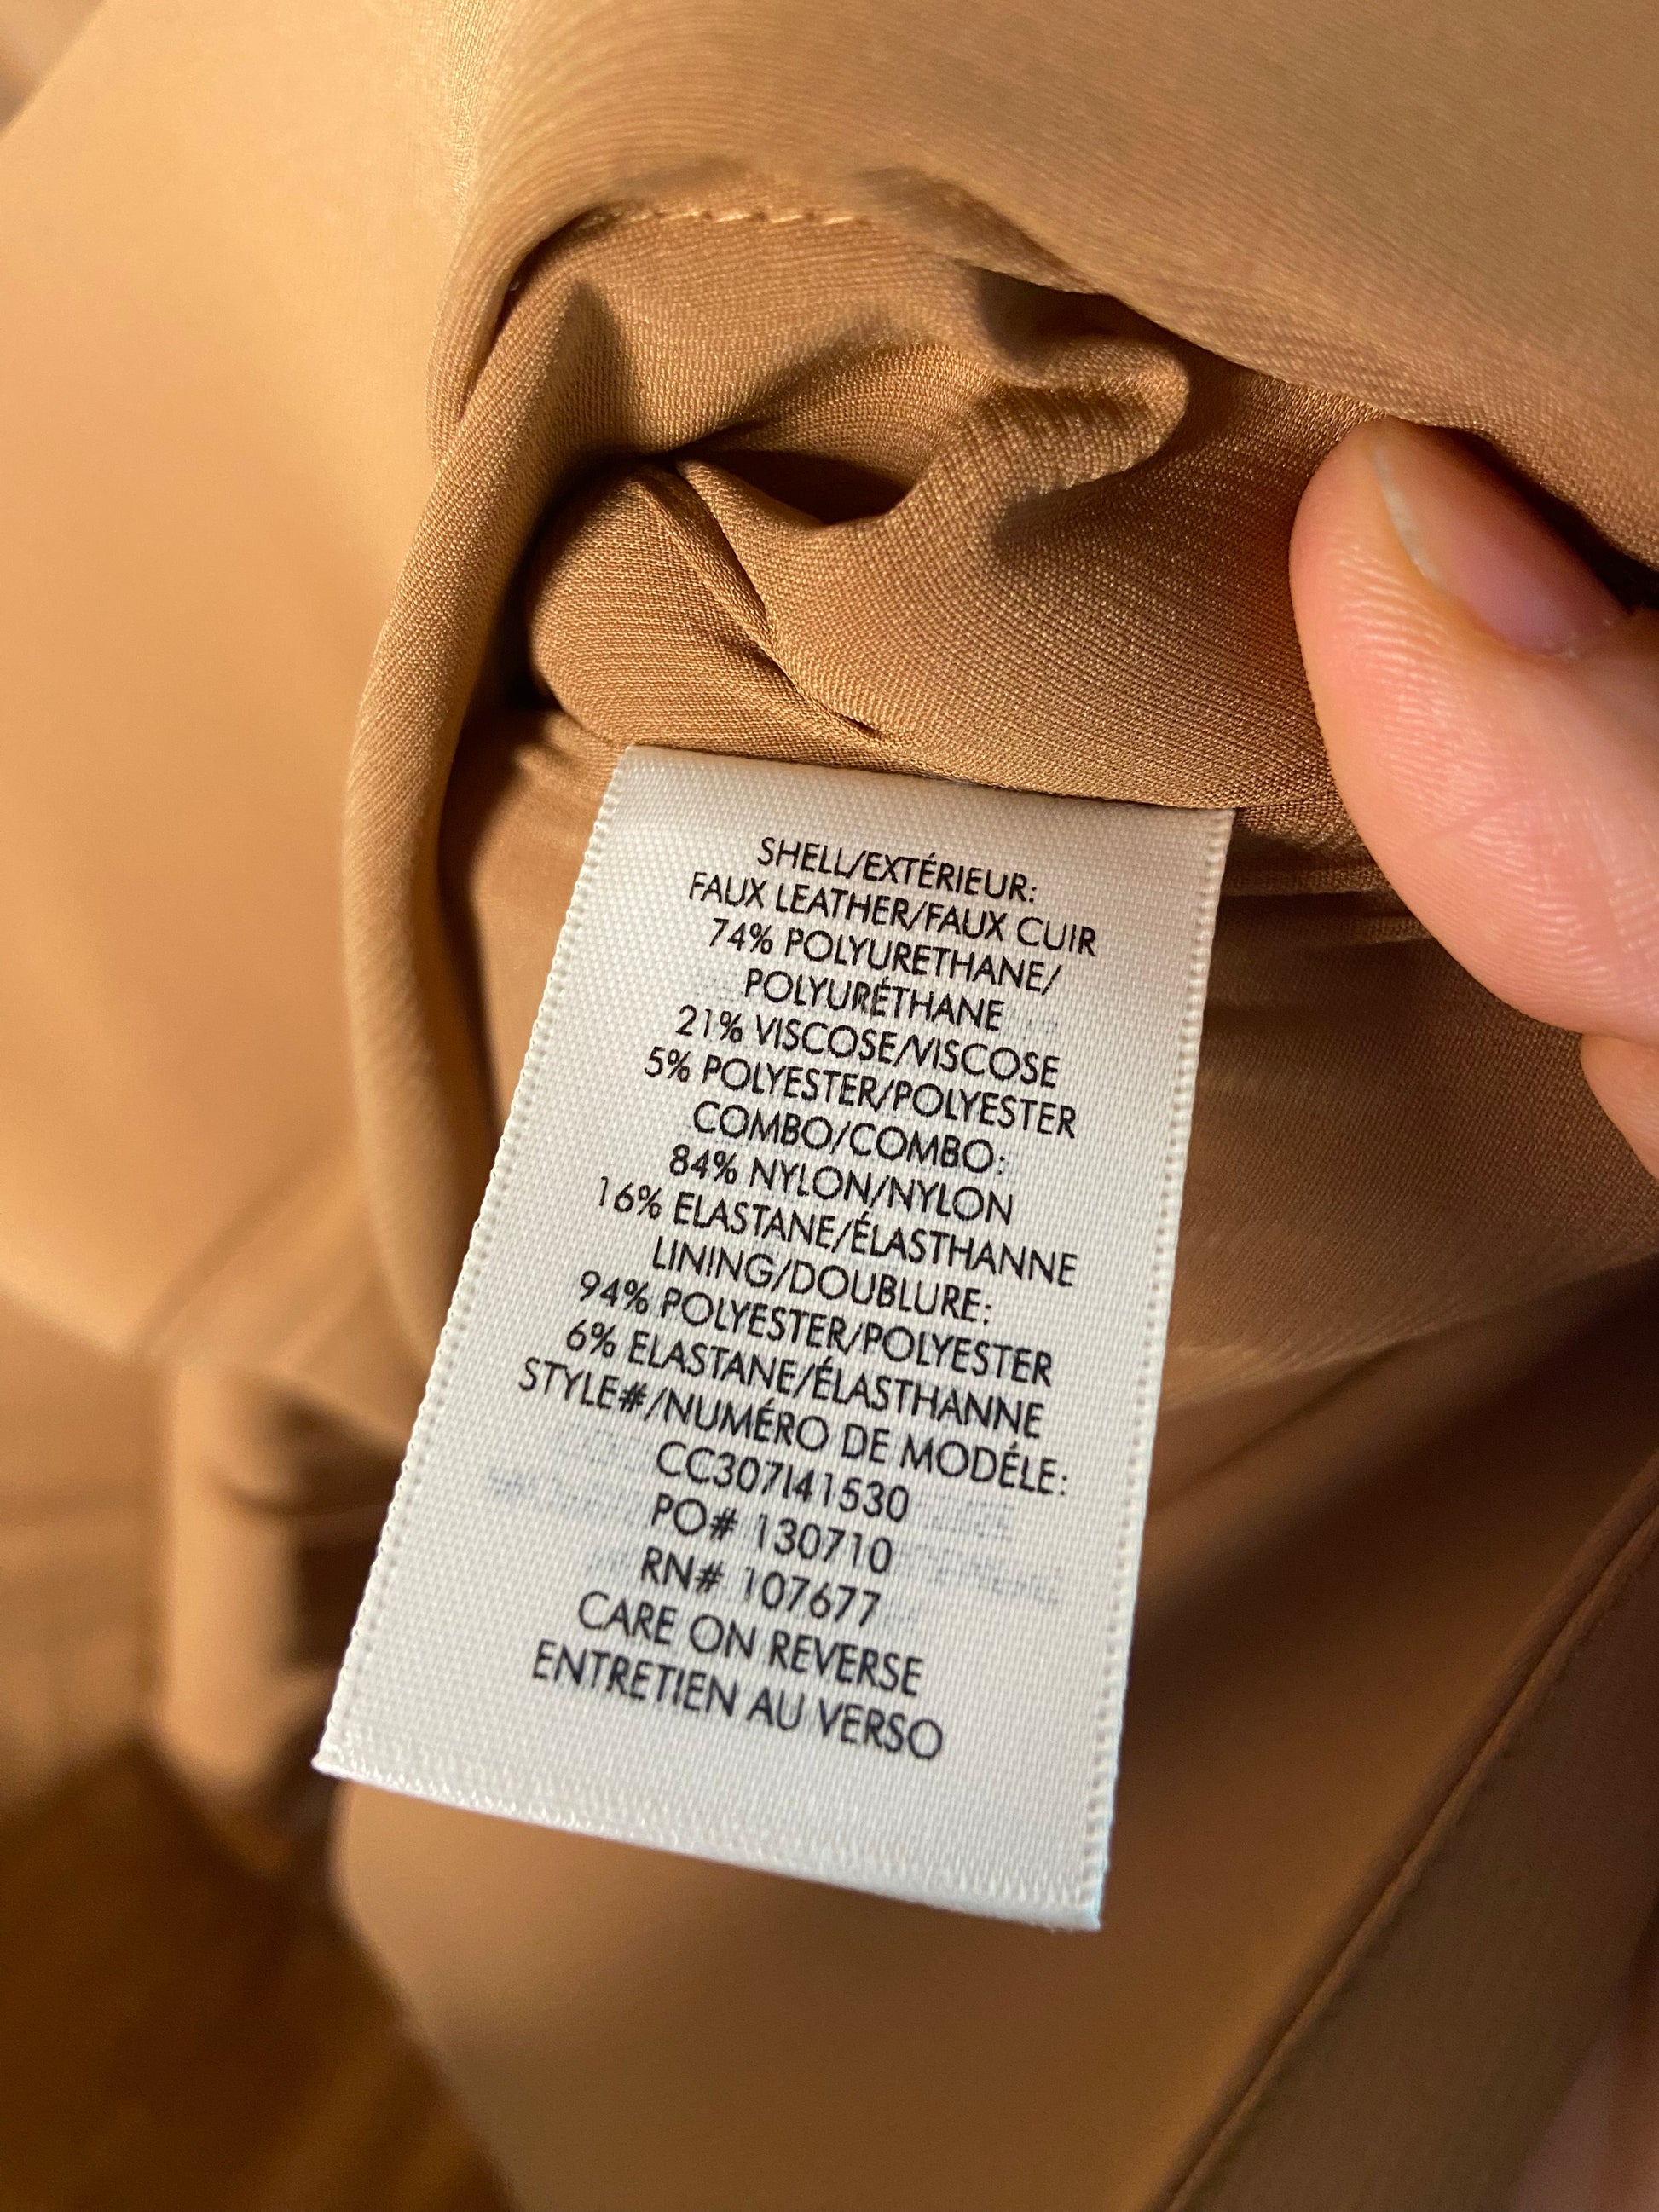 SHELL/EXTÉRIEUR:
FAUX LEATHER/FAUX CUIR
74% POLYURETHANE/
POLYURÉTHANE
21% VISCOSE/VISCOSE
5% POLYESTER/POLYESTER
COMBO/COMBO:
84% NYLON/NYLON
16% ELASTANE/ÉLASTHANNE
LINING/DOUBLURE:
94% POLYESTER/POLYESTER
6% ELASTANE/ÉLASTHANNE
STYLE#/NUMÉRO DE MODÉLE:
CC307I41530
PO# 130710
RN# 107677
CARE ON REVERSE
ENTRETIEN AU VERSO